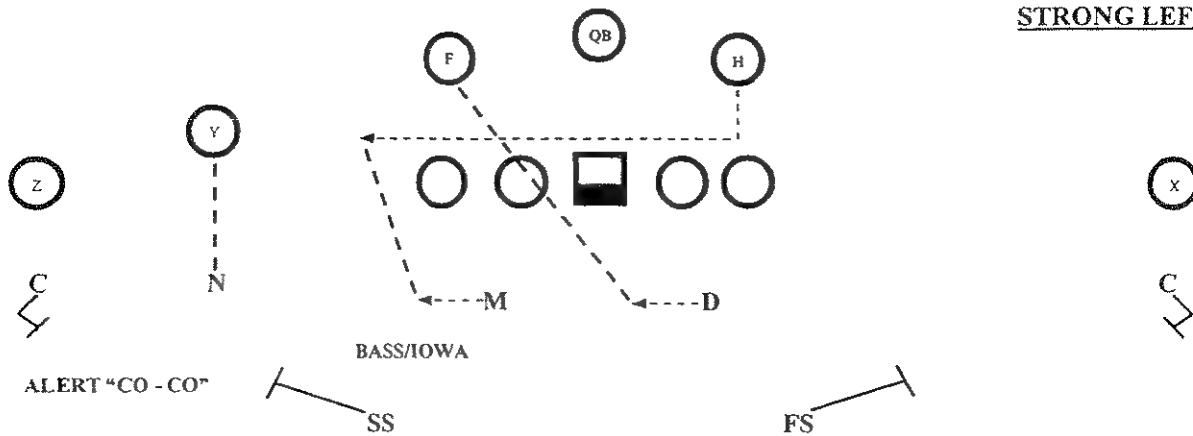 STRONG LEF
QB
F
H
Y
Z
X
C
N
M
D
C
BASS/IOWA
ALERT "CO - CO"
SS
FS